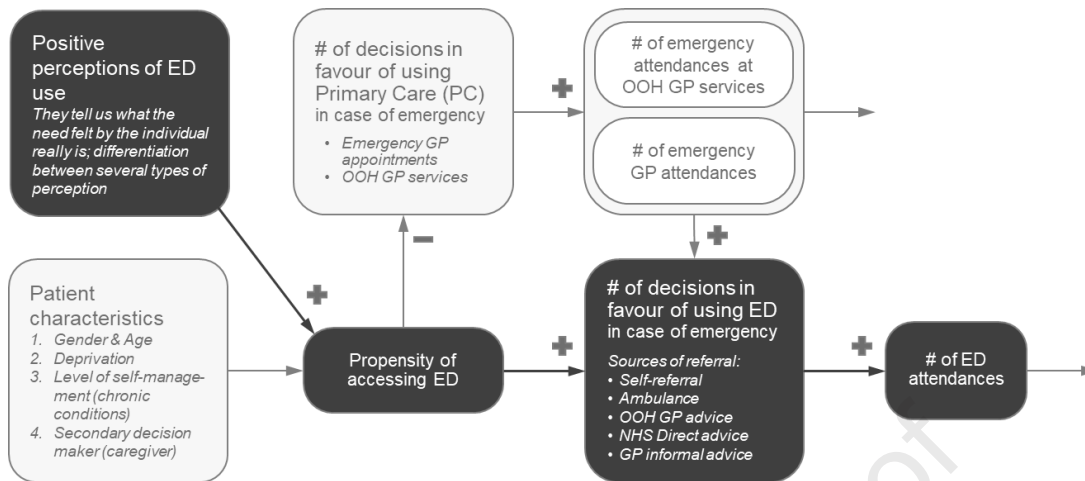 Positive
perceptions of ED
use
They tell us what the
need felt by the individual
really is; differentiation
between several types of
perception
# of decisions in
favour of using
Primary Care (PC)
in case of emergency
• Emergency GP
appointments
• OOH GP services
+
# of emergency
attendances at
OOH GP services
# of emergency
GP attendances
−
+
+
Patient
characteristics
1. Gender & Age
2. Deprivation
3. Level of self-manage-
ment (chronic
conditions)
4. Secondary decision
maker (caregiver)
Propensity of
accessing ED
+
# of decisions in
favour of using ED
in case of emergency
Sources of referral:
• Self-referral
• Ambulance
• OOH GP advice
• NHS Direct advice
• GP informal advice
+
# of ED
attendances